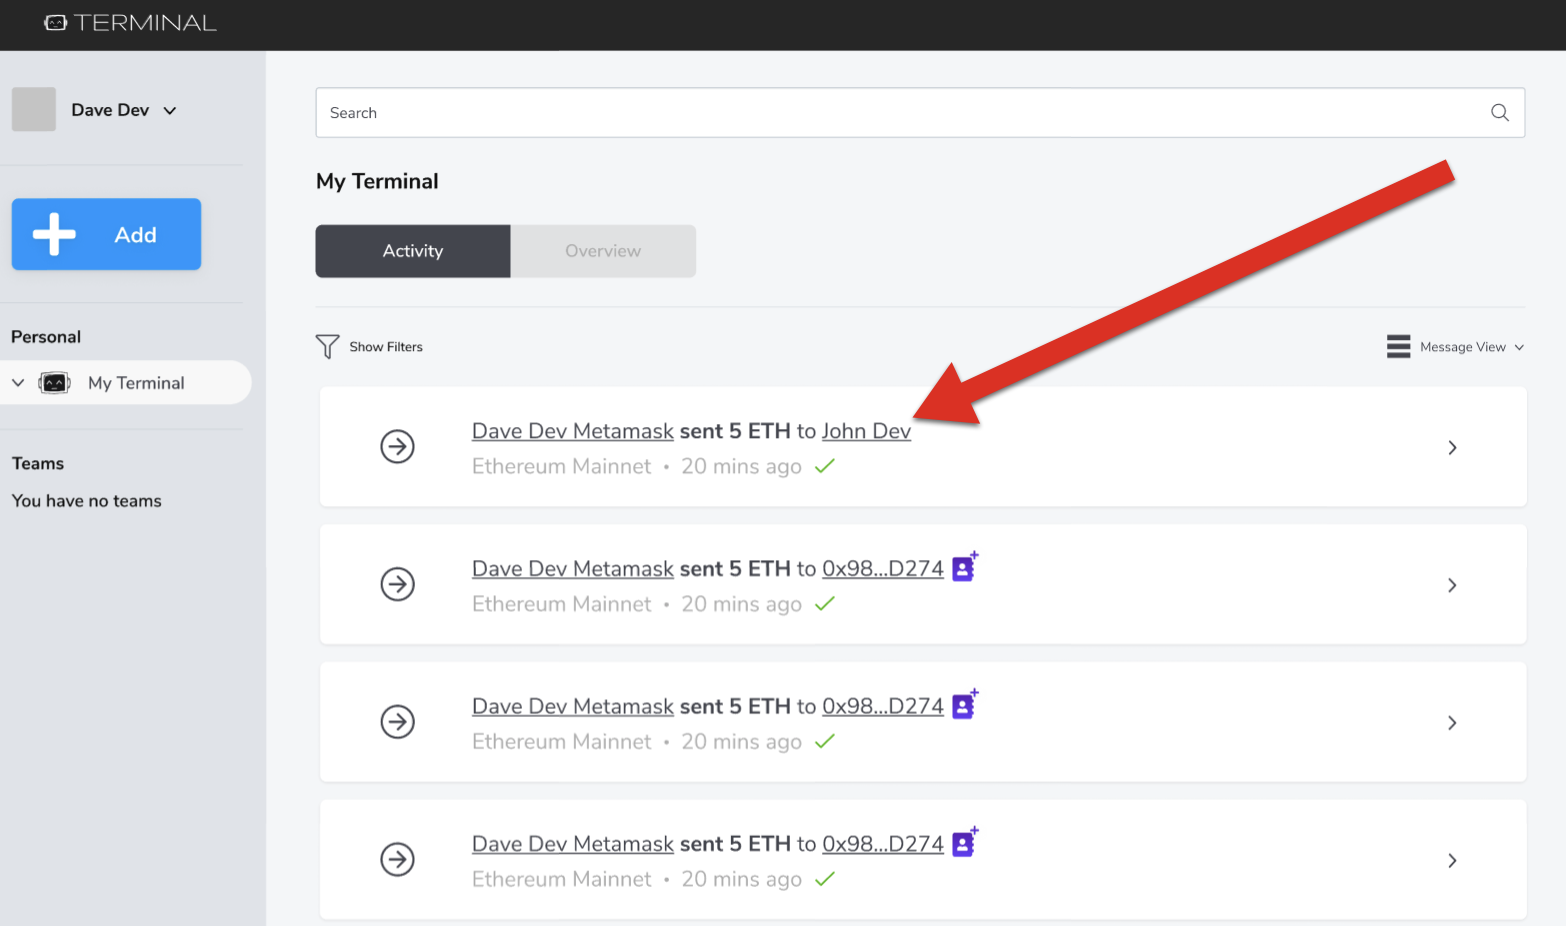 TERMINAL
Dave Dev
Add
Personal
My Terminal
Teams
You have no teams
Search
My Terminal
Activity
Overview
Show Filters
Message View
Dave Dev Metamask sent 5 ETH to John Dev
Ethereum Mainnet • 20 mins ago
Dave Dev Metamask sent 5 ETH to 0x98...D274
Ethereum Mainnet • 20 mins ago
Dave Dev Metamask sent 5 ETH to 0x98...D274
Ethereum Mainnet • 20 mins ago
Dave Dev Metamask sent 5 ETH to 0x98...D274
Ethereum Mainnet • 20 mins ago